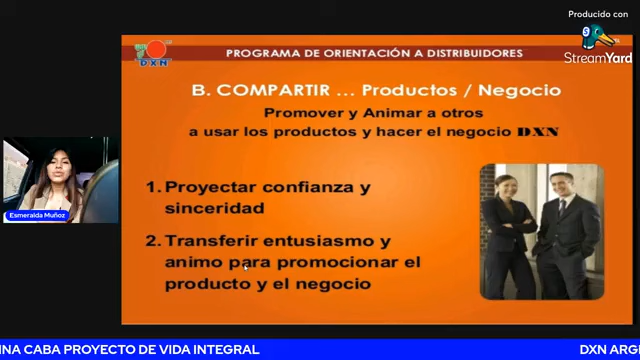 Producido con
StreamYard
DXN
PROGRAMA DE ORIENTACIÓN A DISTRIBUIDORES
B. COMPARTIR ... Productos / Negocio
Promover y Animar a otros
a usar los productos y hacer el negocio DXN
1. Proyectar confianza y
sinceridad
2. Transferir entusiasmo y
animo para promocionar el
producto y el negocio
Esmeralda Muñoz
INA CABA PROYECTO DE VIDA INTEGRAL
DXN ARG